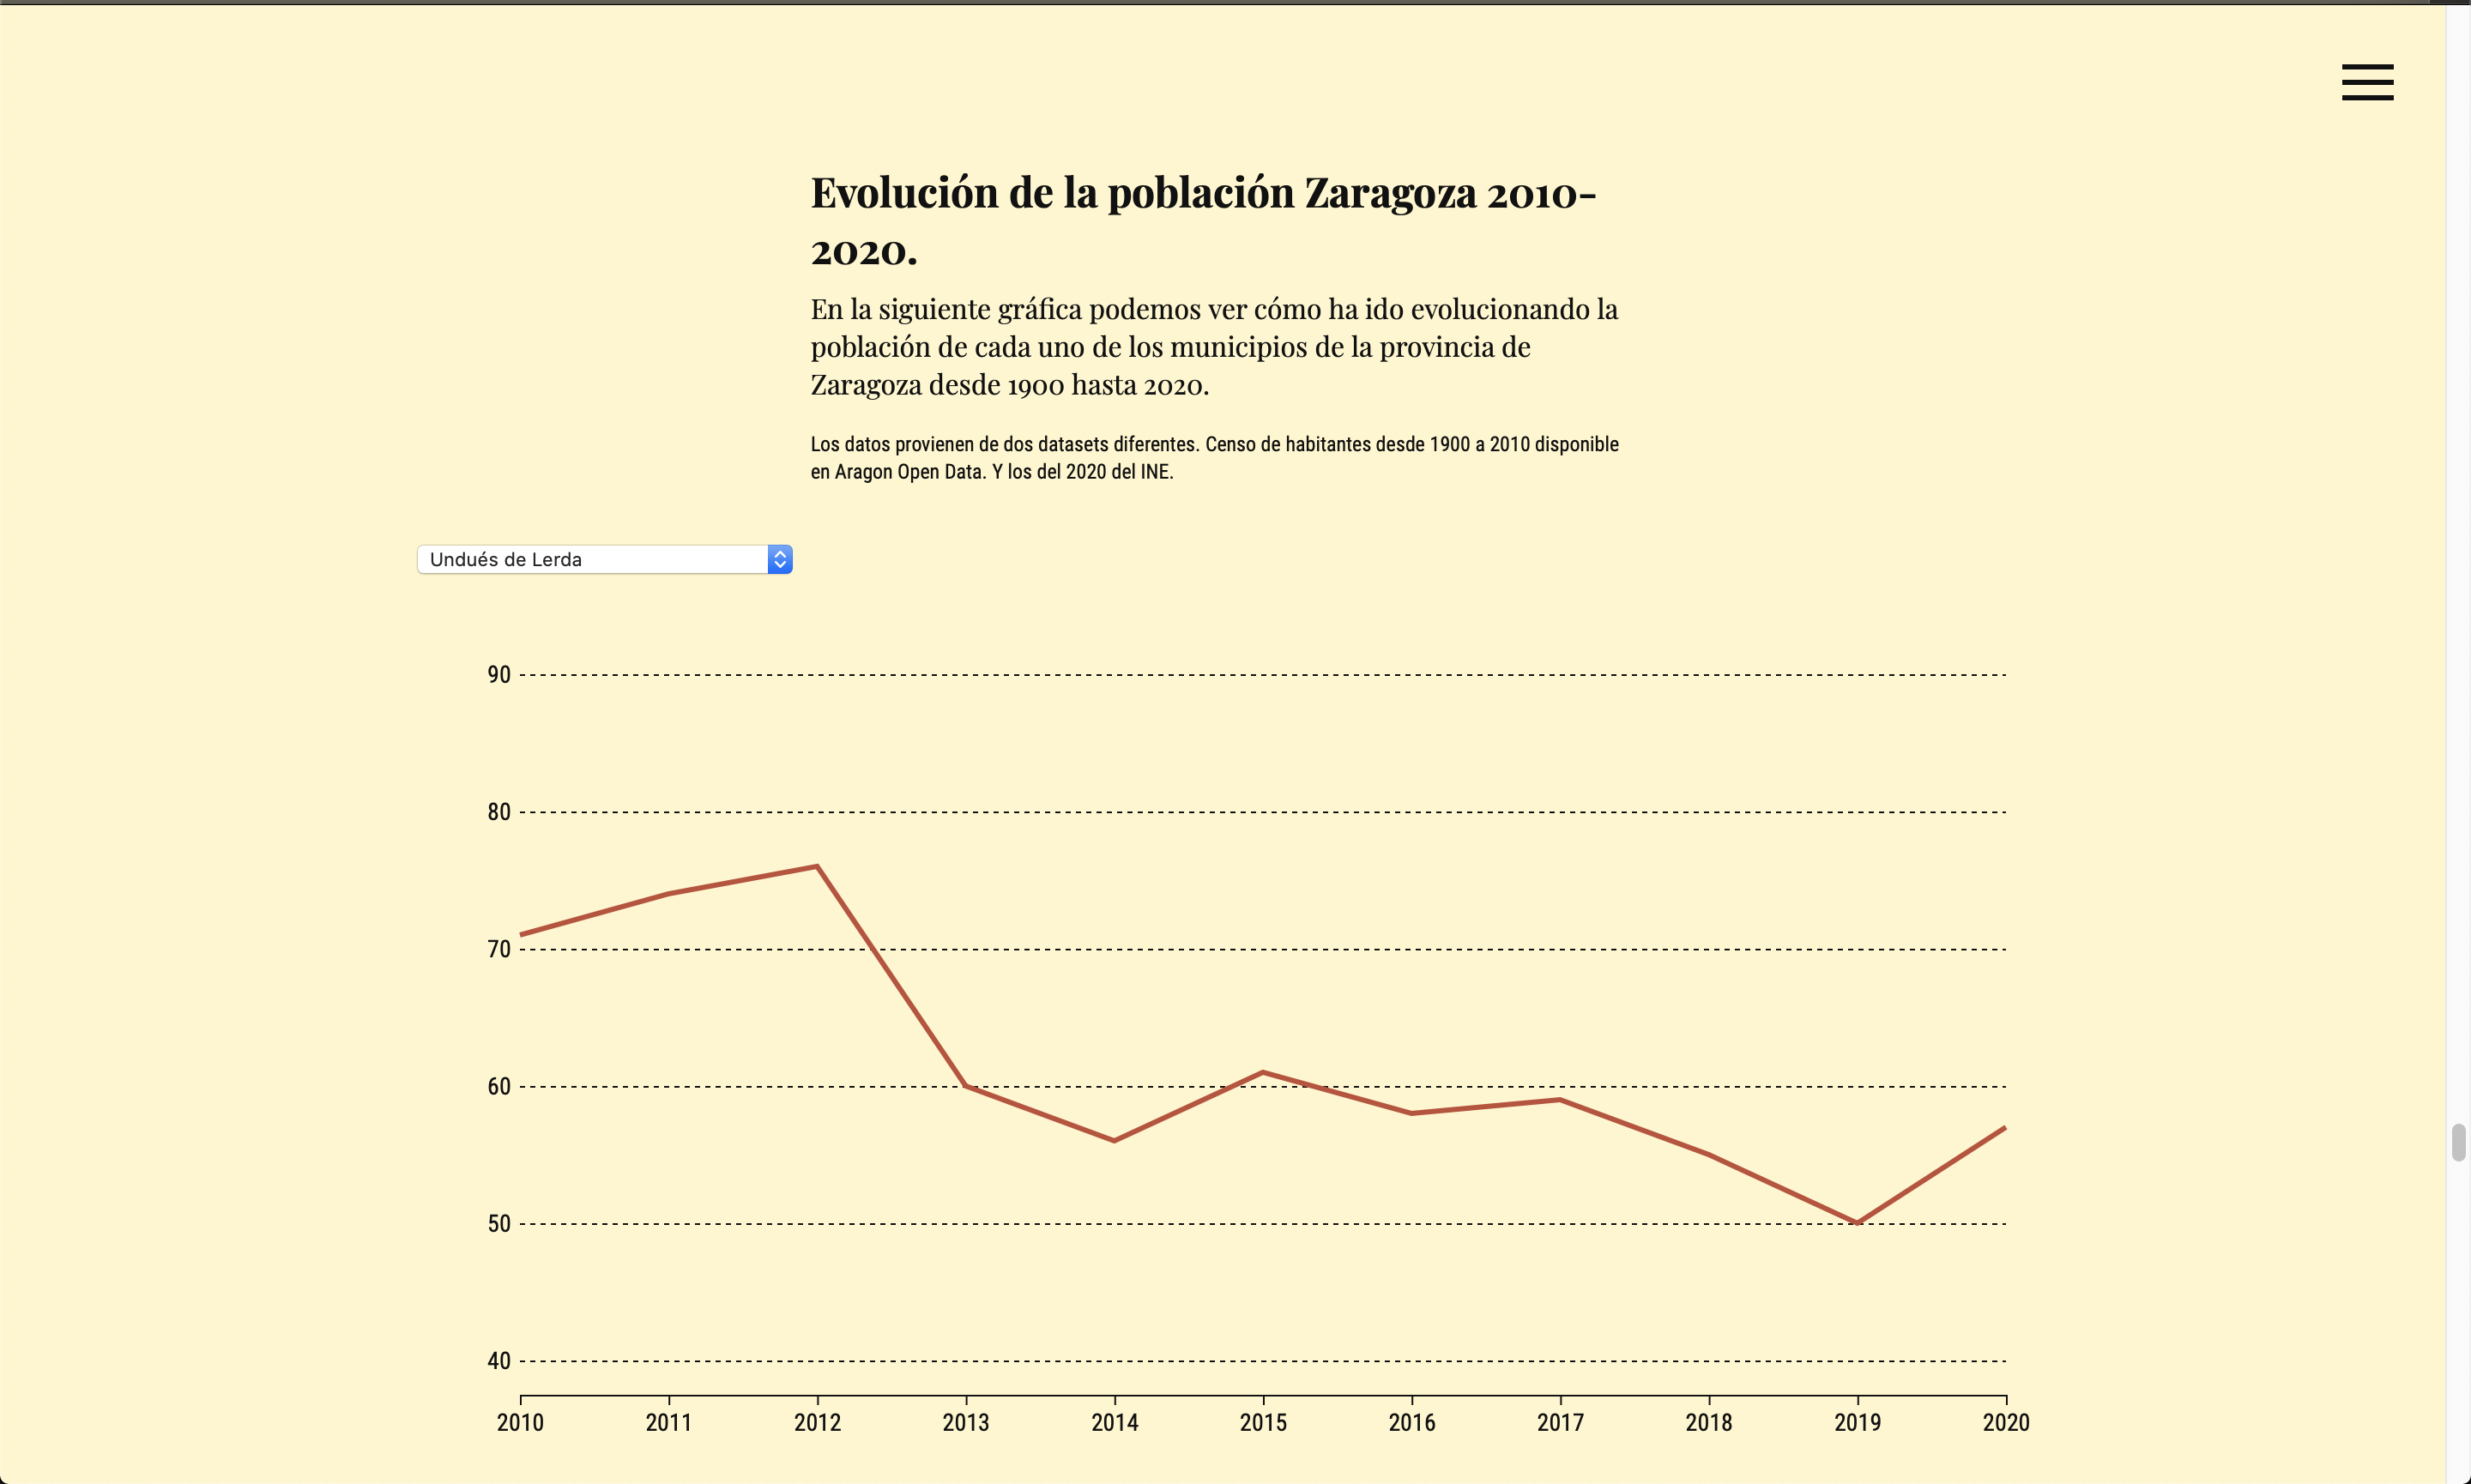 Evolución de la población Zaragoza 2010-
2020.
En la siguiente gráfica podemos ver cómo ha ido evolucionando la
población de cada uno de los municipios de la provincia de
Zaragoza desde 1900 hasta 2020.
Los datos provienen de dos datasets diferentes. Censo de habitantes desde 1900 a 2010 disponible
en Aragon Open Data. Y los del 2020 del INE.
Undués de Lerda
90
80
70
60
50
40
2010 2011 2012 2013 2014 2015 2016 2017 2018 2019 2020